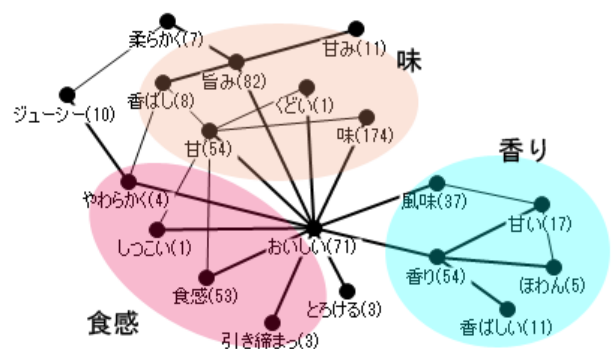 柔らかく(7)
甘み(11)
味
旨み(82)
香ばし(8)
くどい(1)
ジューシー(10)
味(174)
甘(54)
香り
やわらかく(4)
風味(37)
甘い(17)
しつこい(1)
おいしい(71)
香り(54)
ほわん(5)
食感(53)
とろける(3)
香ばしい(11)
食感
引き締まっ(3)